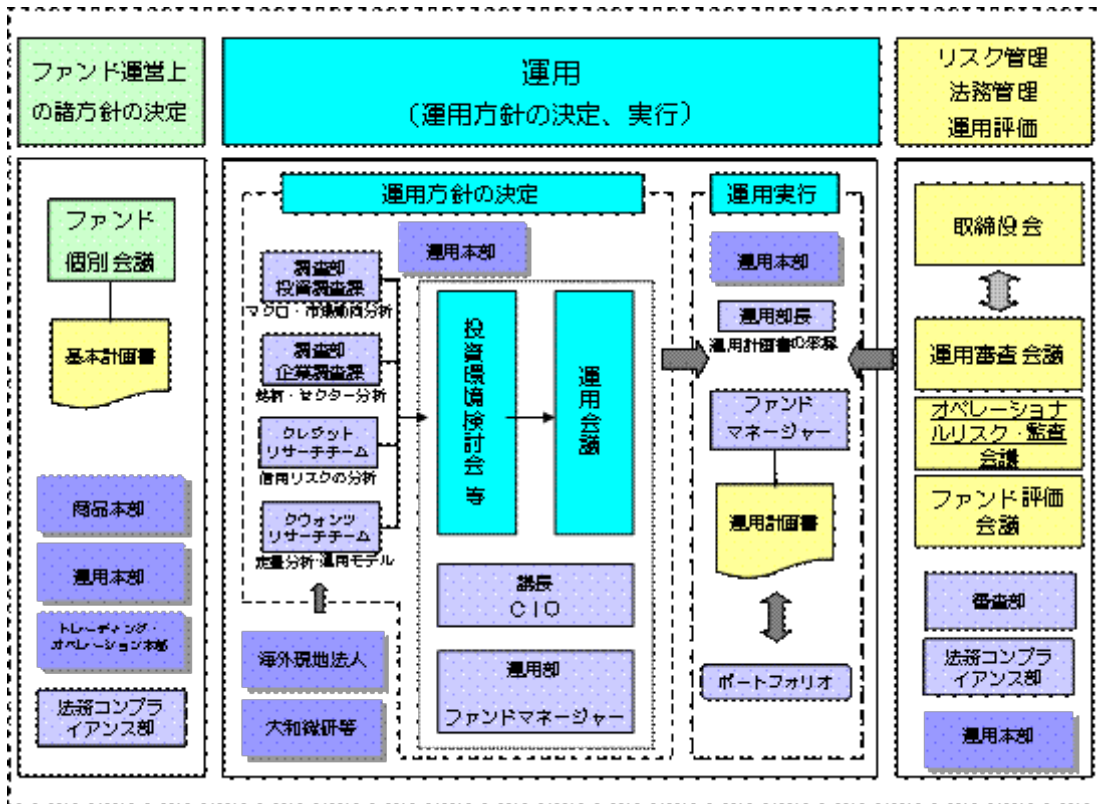 ファンド運営上
の諸方針の決定
運用
(運用方針の決定、実行)
リスク管理
法務管理
運用評価
ファンド
個別会議
基本計画書
商品本部
運用本部
トレーディング・
オペレーション本部
法務コンプラ
イアンス部
運用方針の決定
運用本部
調査部
投資調査課
マクロ・市場動向分析
調査部
企業調査課
銘柄・セクター分析
クレジット
リサーチチーム
信用リスクの分析
クウォンツ
リサーチチーム
定量分析・運用モデル
海外現地法人
大和総研等
投資環境検討会 等
運用会議
議長
CIO
運用部
ファンドマネージャー
運用実行
運用本部
運用部長
運用計画書の承認
ファンド
マネージャー
運用計画書
ポートフォリオ
取締役会
運用審査会議
オペレーショナ
ルリスク・監査
会議
ファンド評価
会議
審査部
法務コンプラ
イアンス部
運用本部